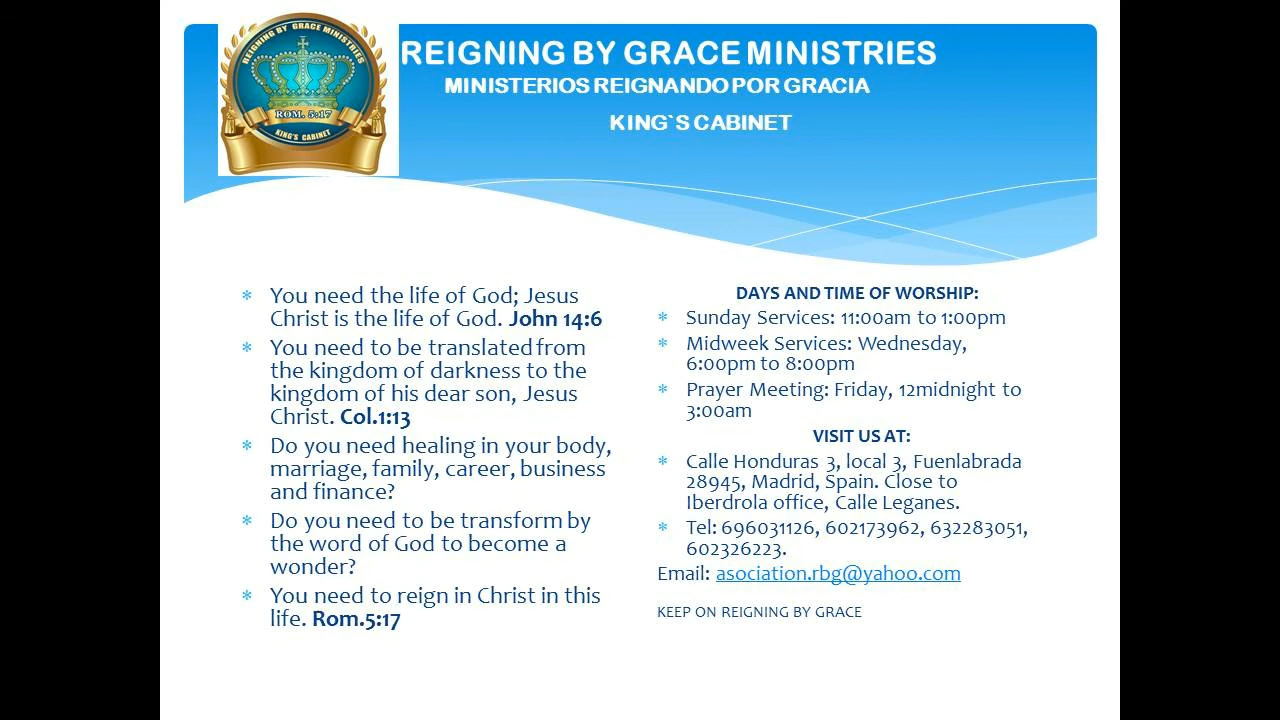 REIGNING BY GRACE MINISTRIES
ROM. 5:17
KING'S CABINET
REIGNING BY GRACE MINISTRIES
MINISTERIOS REIGNANDO POR GRACIA
KING`S CABINET
* You need the life of God; Jesus
Christ is the life of God. John 14:6
* You need to be translated from
the kingdom of darkness to the
kingdom of his dear son, Jesus
Christ. Col.1:13
* Do you need healing in your body,
marriage, family, career, business
and finance?
* Do you need to be transform by
the word of God to become a
wonder?
* You need to reign in Christ in this
life. Rom.5:17
DAYS AND TIME OF WORSHIP:
* Sunday Services: 11:00am to 1:00pm
* Midweek Services: Wednesday,
6:00pm to 8:00pm
* Prayer Meeting: Friday, 12midnight to
3:00am
VISIT US AT:
* Calle Honduras 3, local 3, Fuenlabrada
28945, Madrid, Spain. Close to
Iberdrola office, Calle Leganes.
* Tel: 696031126, 602173962, 632283051,
602326223.
Email: asociation.rbg@yahoo.com
KEEP ON REIGNING BY GRACE